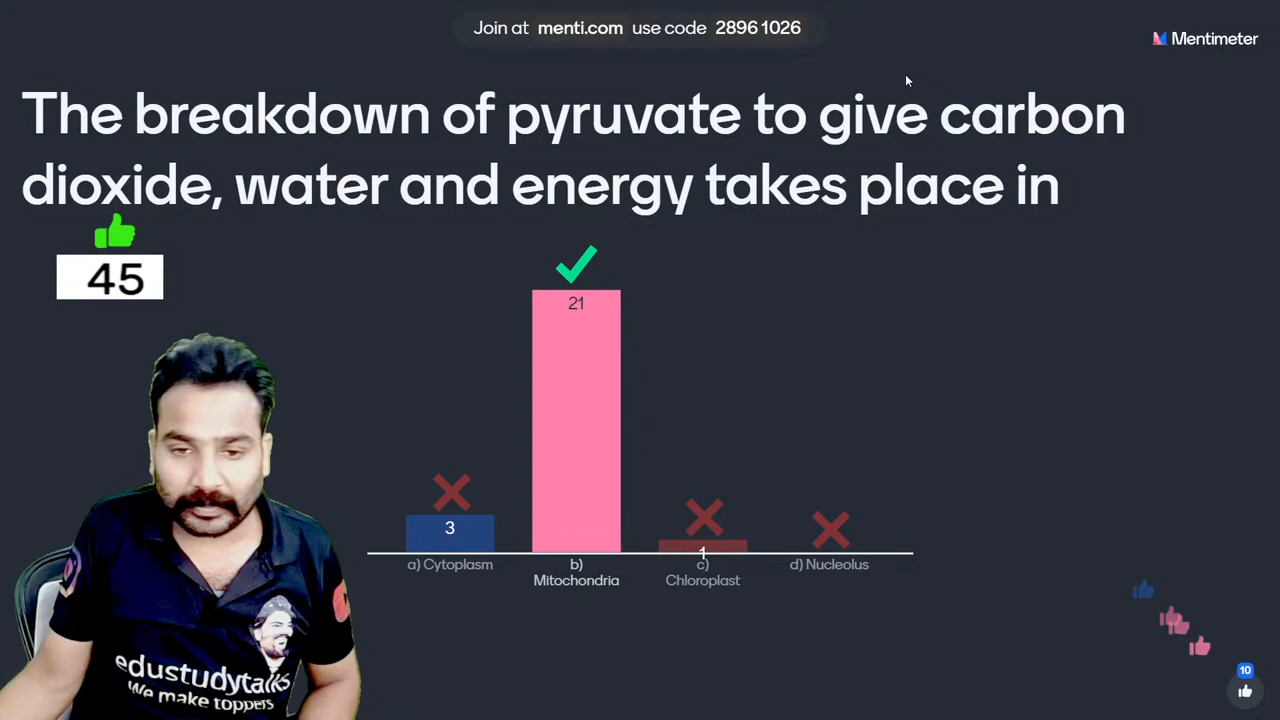 Join at menti.com use code 2896 1026
Mentimeter
The breakdown of pyruvate to give carbon
dioxide, water and energy takes place in
45
21
3
1
a) Cytoplasm
b)
Mitochondria
c)
Chloroplast
d) Nucleolus
edustudytalks
We make toppers
10